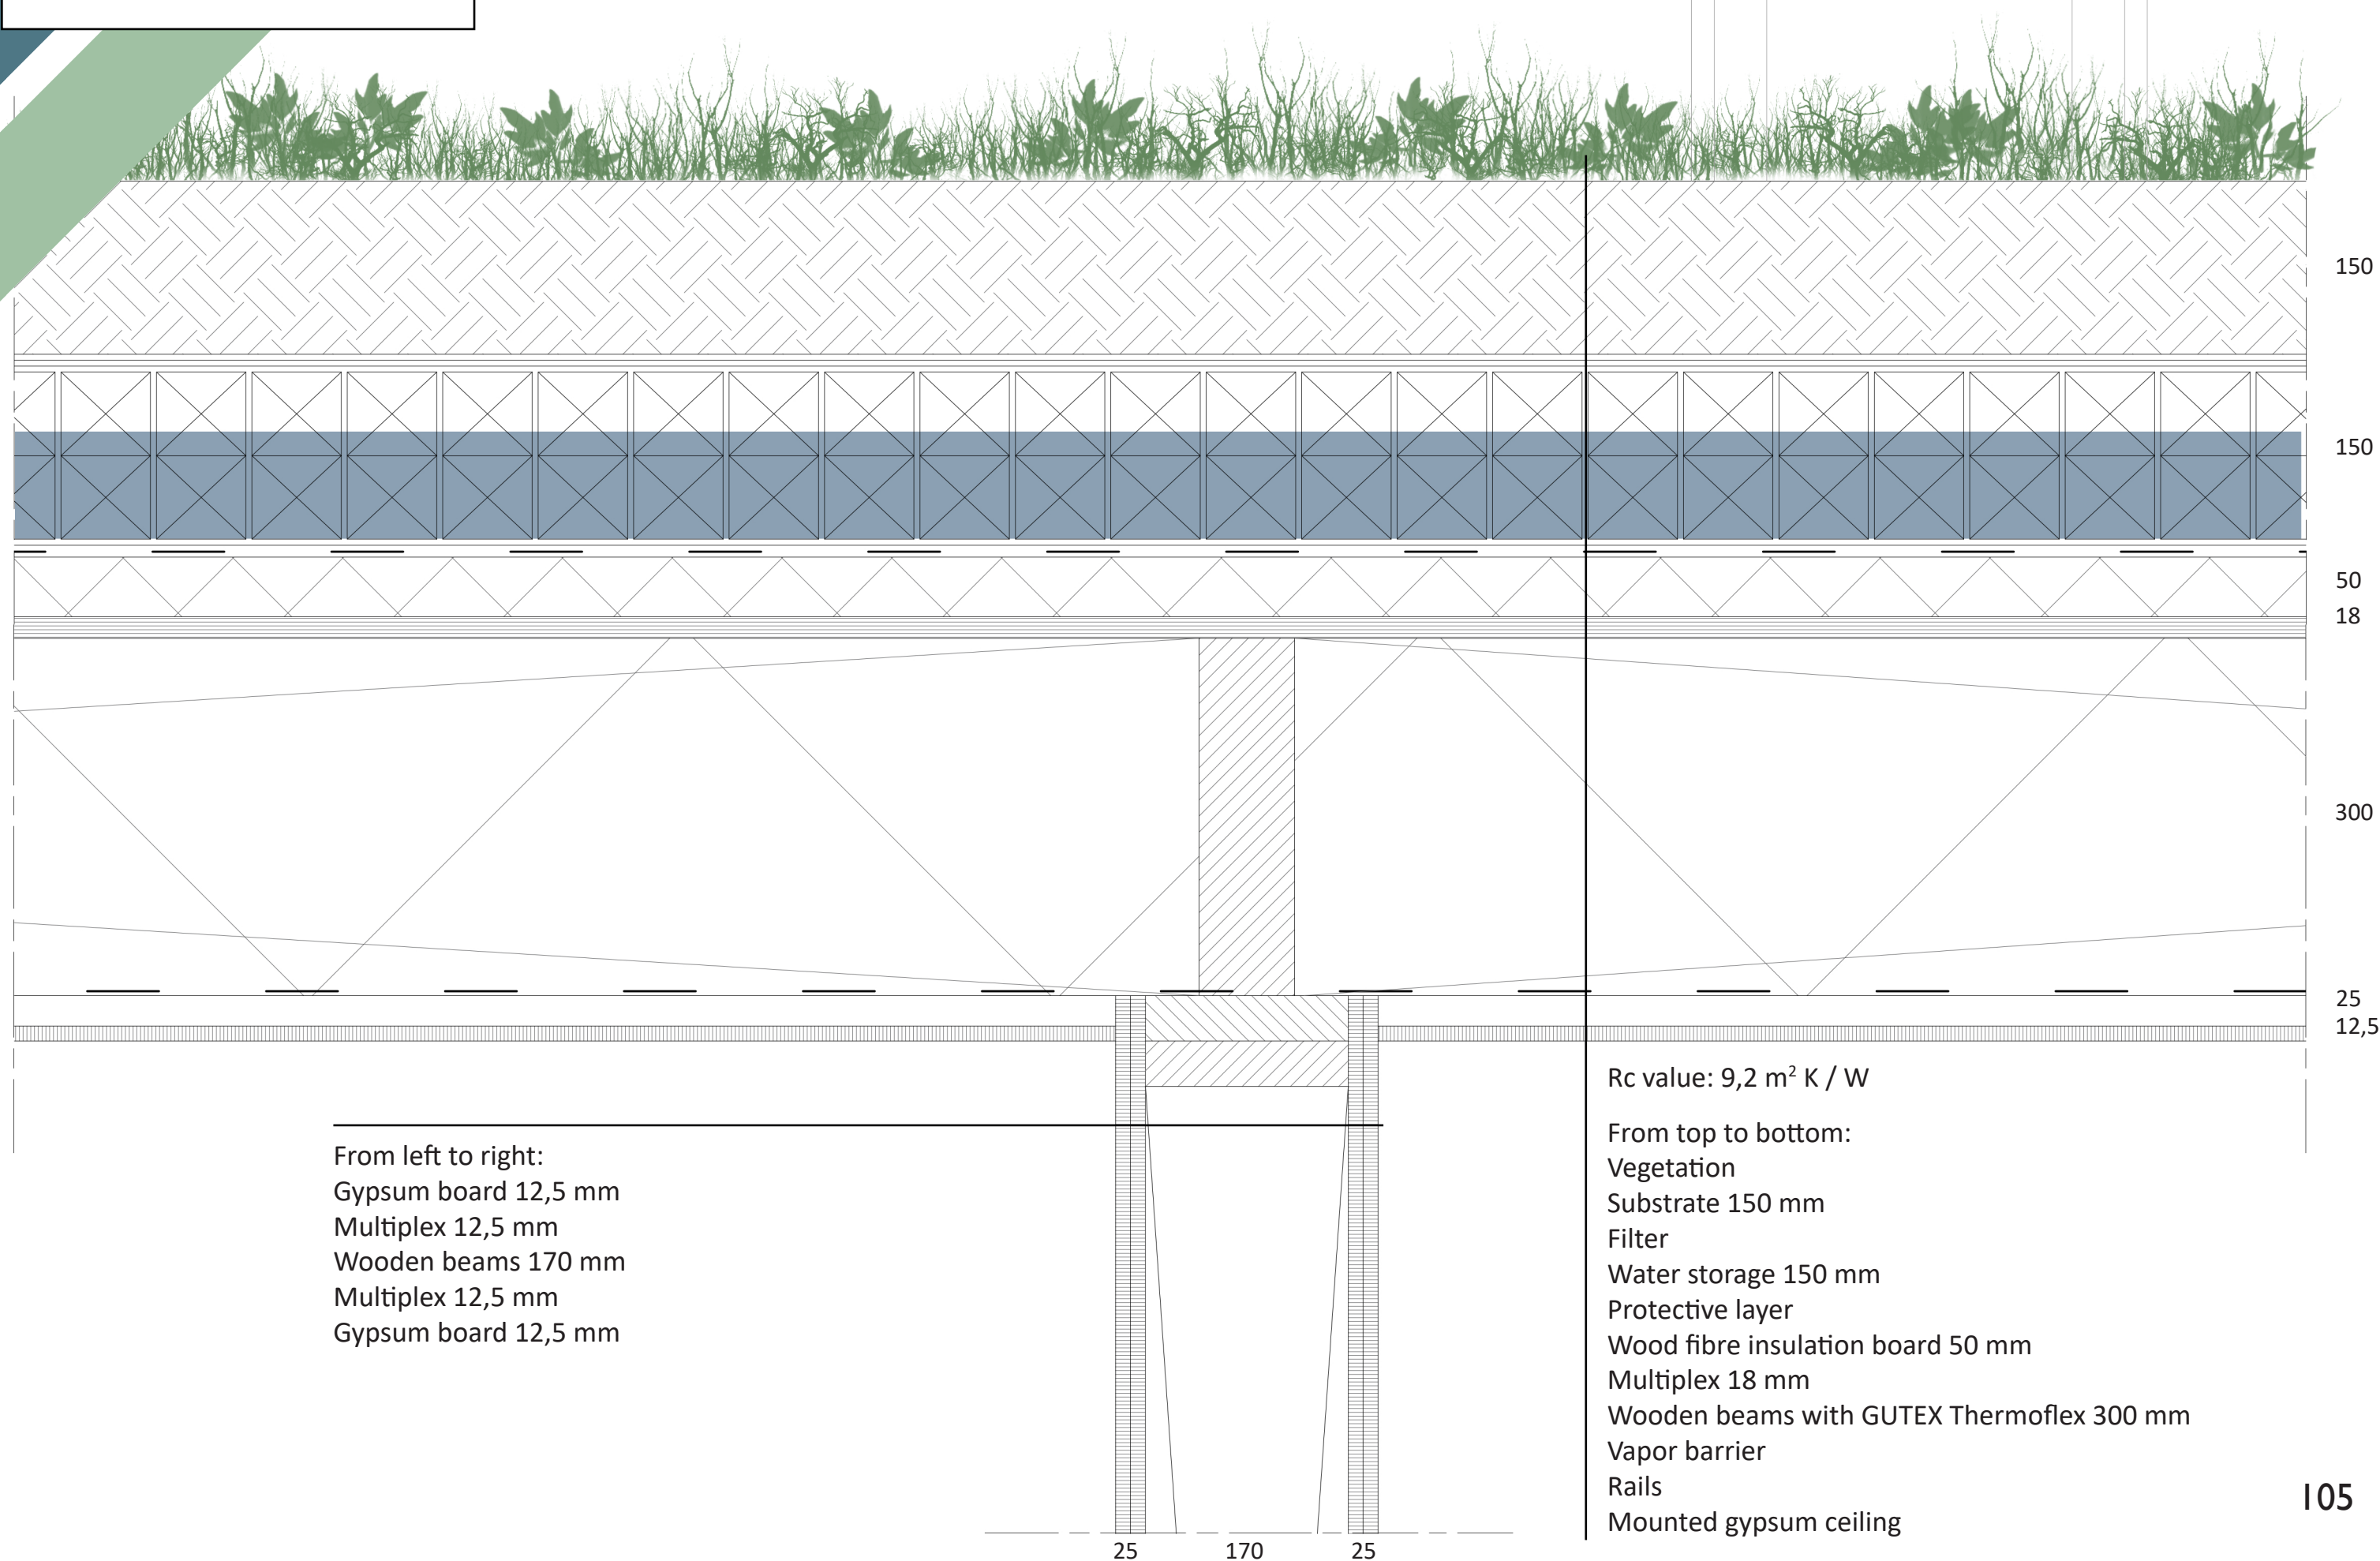 150
150
50
18
300
25
12,5
Rc value: 9,2 m² K / W
From top to bottom:
Vegetation
Substrate 150 mm
Filter
Water storage 150 mm
Protective layer
Wood fibre insulation board 50 mm
Multiplex 18 mm
Wooden beams with GUTEX Thermoflex 300 mm
Vapor barrier
Rails
Mounted gypsum ceiling
From left to right:
Gypsum board 12,5 mm
Multiplex 12,5 mm
Wooden beams 170 mm
Multiplex 12,5 mm
Gypsum board 12,5 mm
25 170 25
105